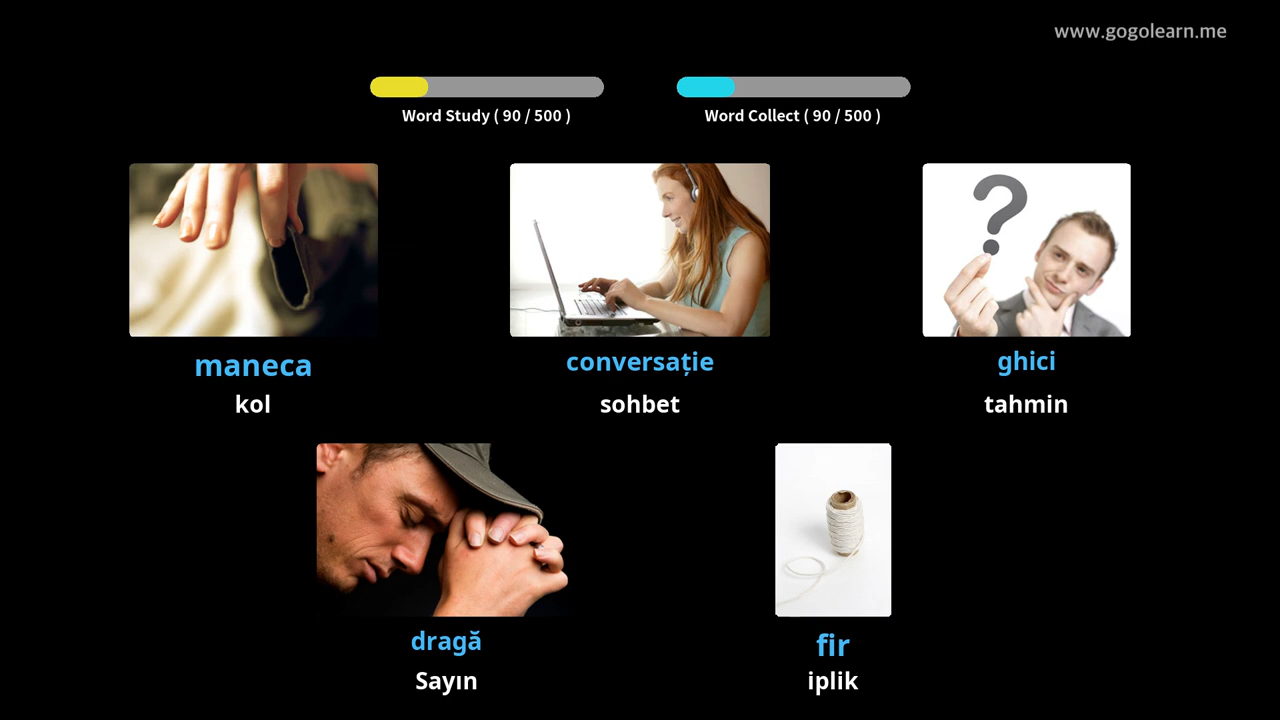 www.gogolearn.me
Word Study ( 90 / 500 )
Word Collect ( 90 / 500 )
maneca
conversație
ghici
kol
sohbet
tahmin
dragă
fir
Sayın
iplik